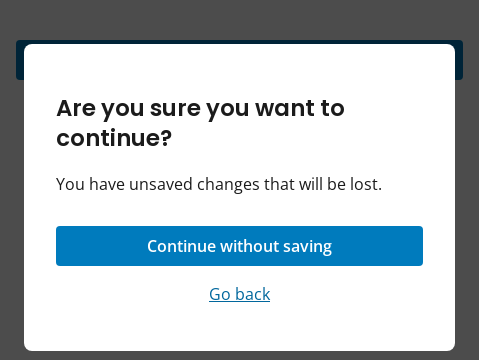 Are you sure you want to
continue?
You have unsaved changes that will be lost.
Continue without saving
Go back